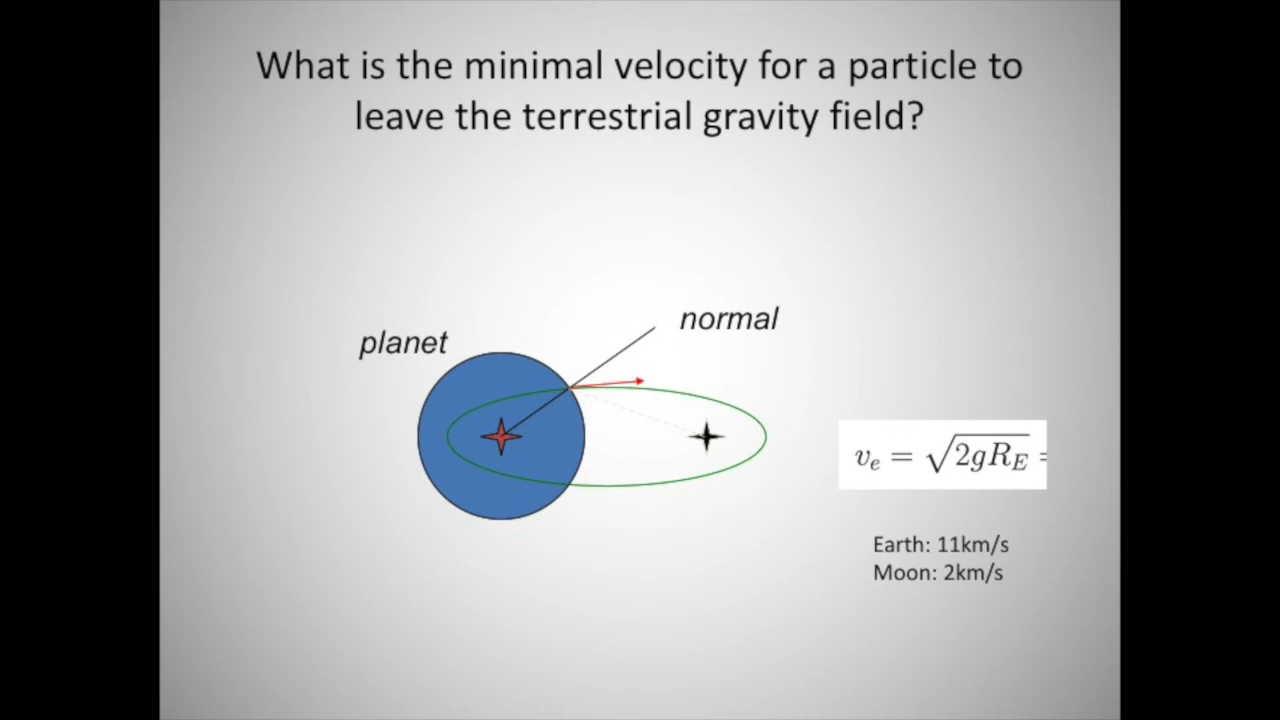 What is the minimal velocity for a particle to
leave the terrestrial gravity field?
normal
planet
vₑ = √2gR_E =
Earth: 11km/s
Moon: 2km/s